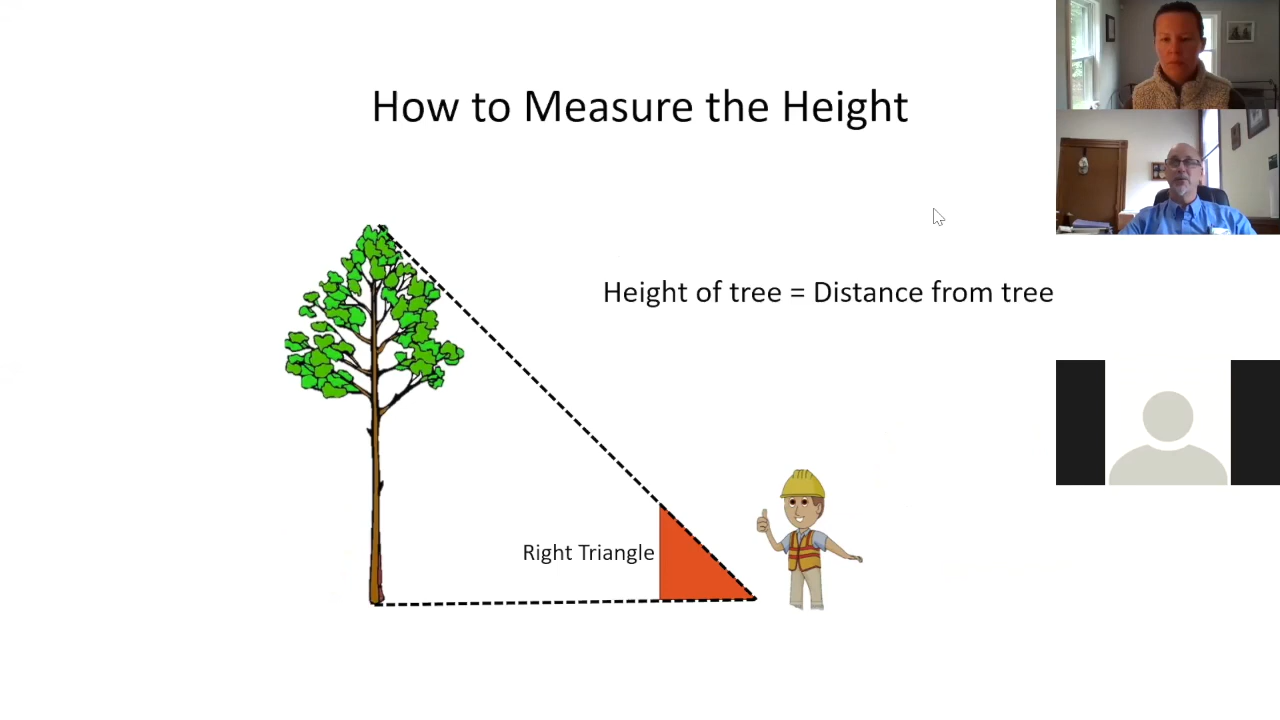 How to Measure the Height
Height of tree = Distance from tree
Right Triangle